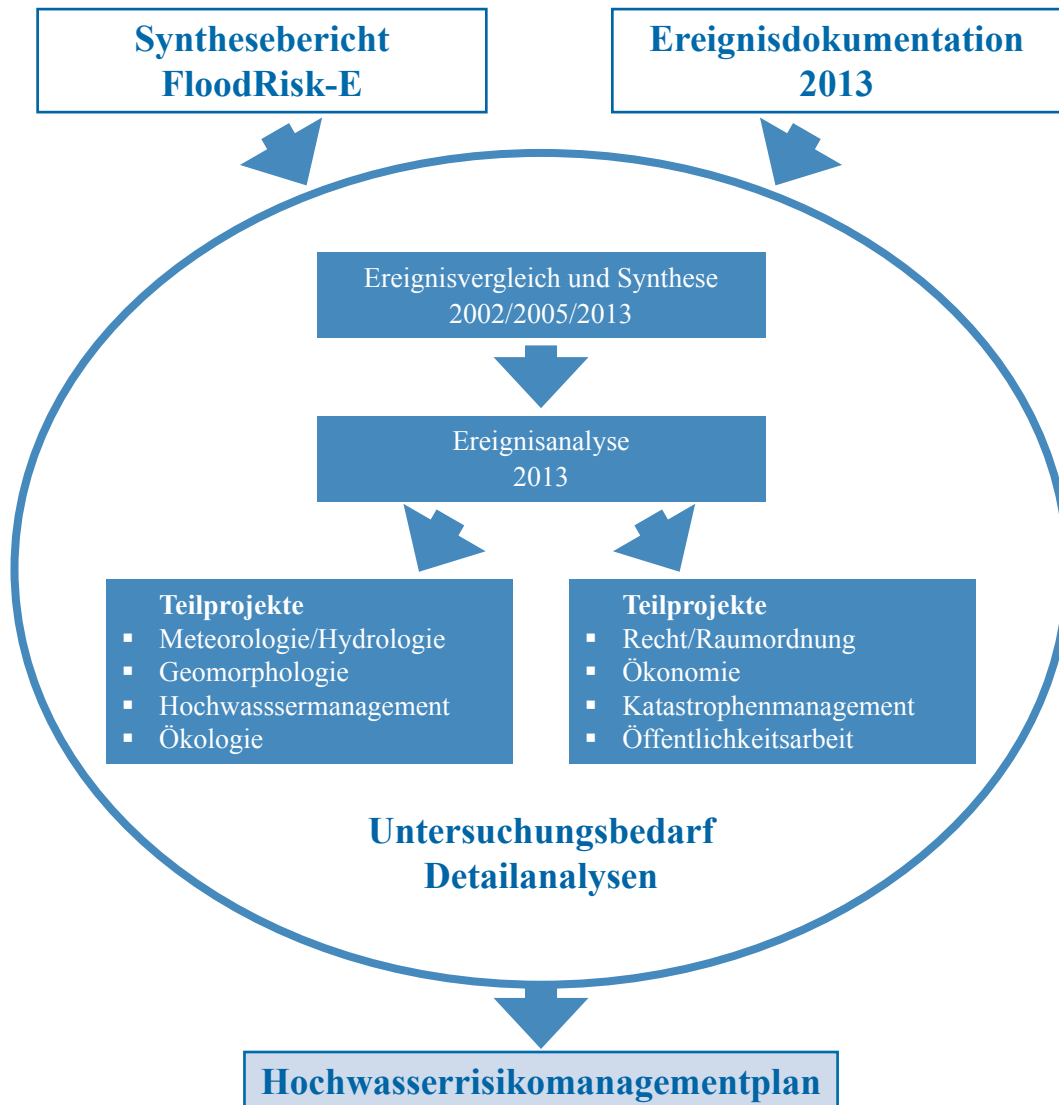 Synthesebericht
FloodRisk-E
Ereignisdokumentation
2013
Ereignisvergleich und Synthese
2002/2005/2013
Ereignisanalyse
2013
Teilprojekte
▪ Meteorologie/Hydrologie
▪ Geomorphologie
▪ Hochwasssermanagement
▪ Ökologie
Teilprojekte
▪ Recht/Raumordnung
▪ Ökonomie
▪ Katastrophenmanagement
▪ Öffentlichkeitsarbeit
Untersuchungsbedarf
Detailanalysen
Hochwasserrisikomanagementplan